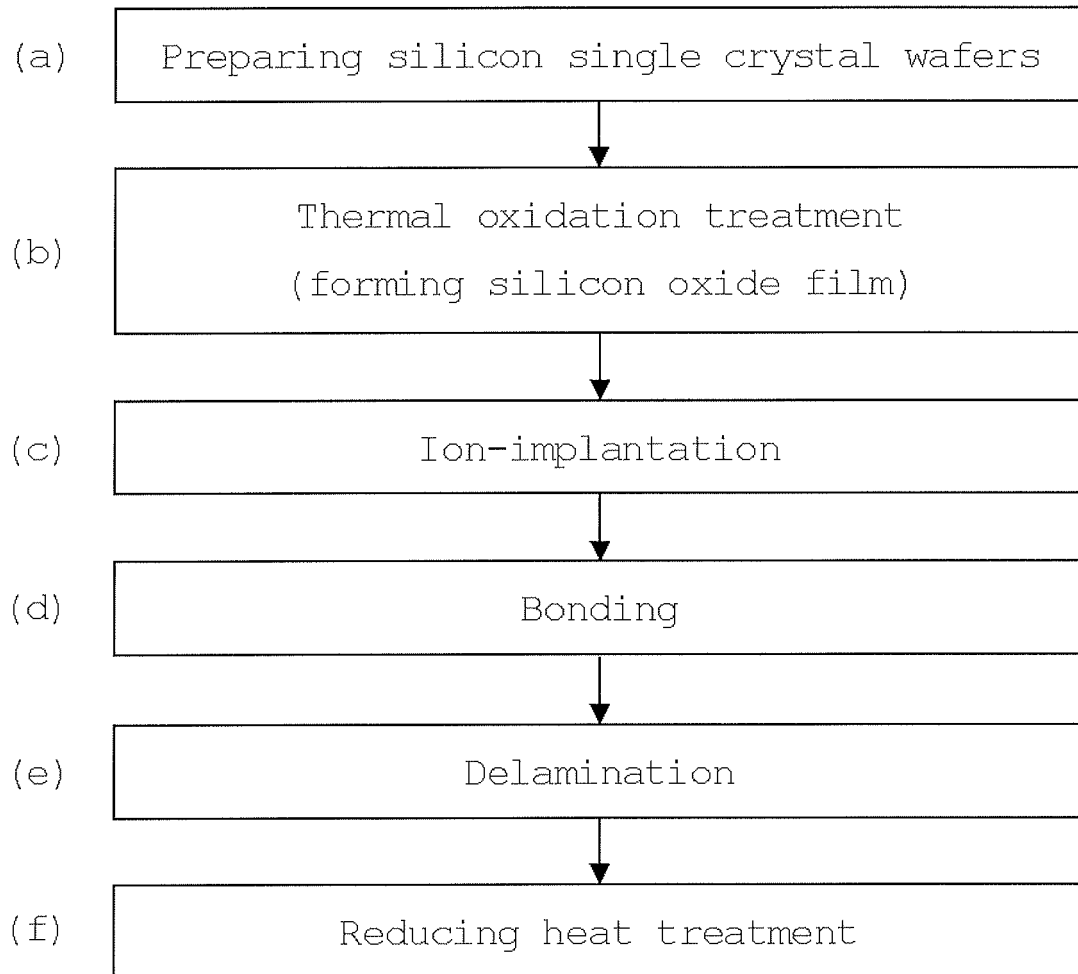 (a) Preparing silicon single crystal wafers
Thermal oxidation treatment
(b)
(forming silicon oxide film)
(c) Ion-implantation
(d) Bonding
(e) Delamination
(f) Reducing heat treatment